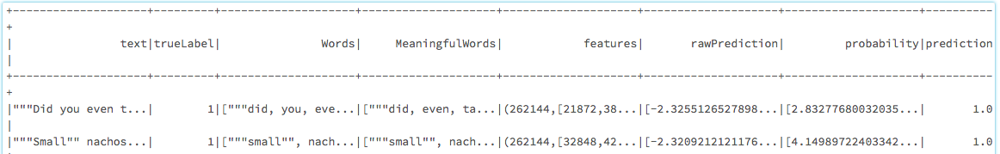 +--------------------+---------+--------------------+--------------------+--------------------+--------------------+--------------------+----------
+
|                text|trueLabel|               Words|     MeaningfulWords|            features|       rawPrediction|         probability|prediction
|
+--------------------+---------+--------------------+--------------------+--------------------+--------------------+--------------------+----------
+
|"""Did you even t...|        1|["""did, you, eve...|["""did, even, ta...|(262144,[21872,38...|[-2.3255126527898...|[2.83277680032035...|       1.0
|
|"""Small"" nachos...|        1|["""small"", nach...|["""small"", nach...|(262144,[32848,42...|[-2.3209212121176...|[4.14989722403342...|       1.0